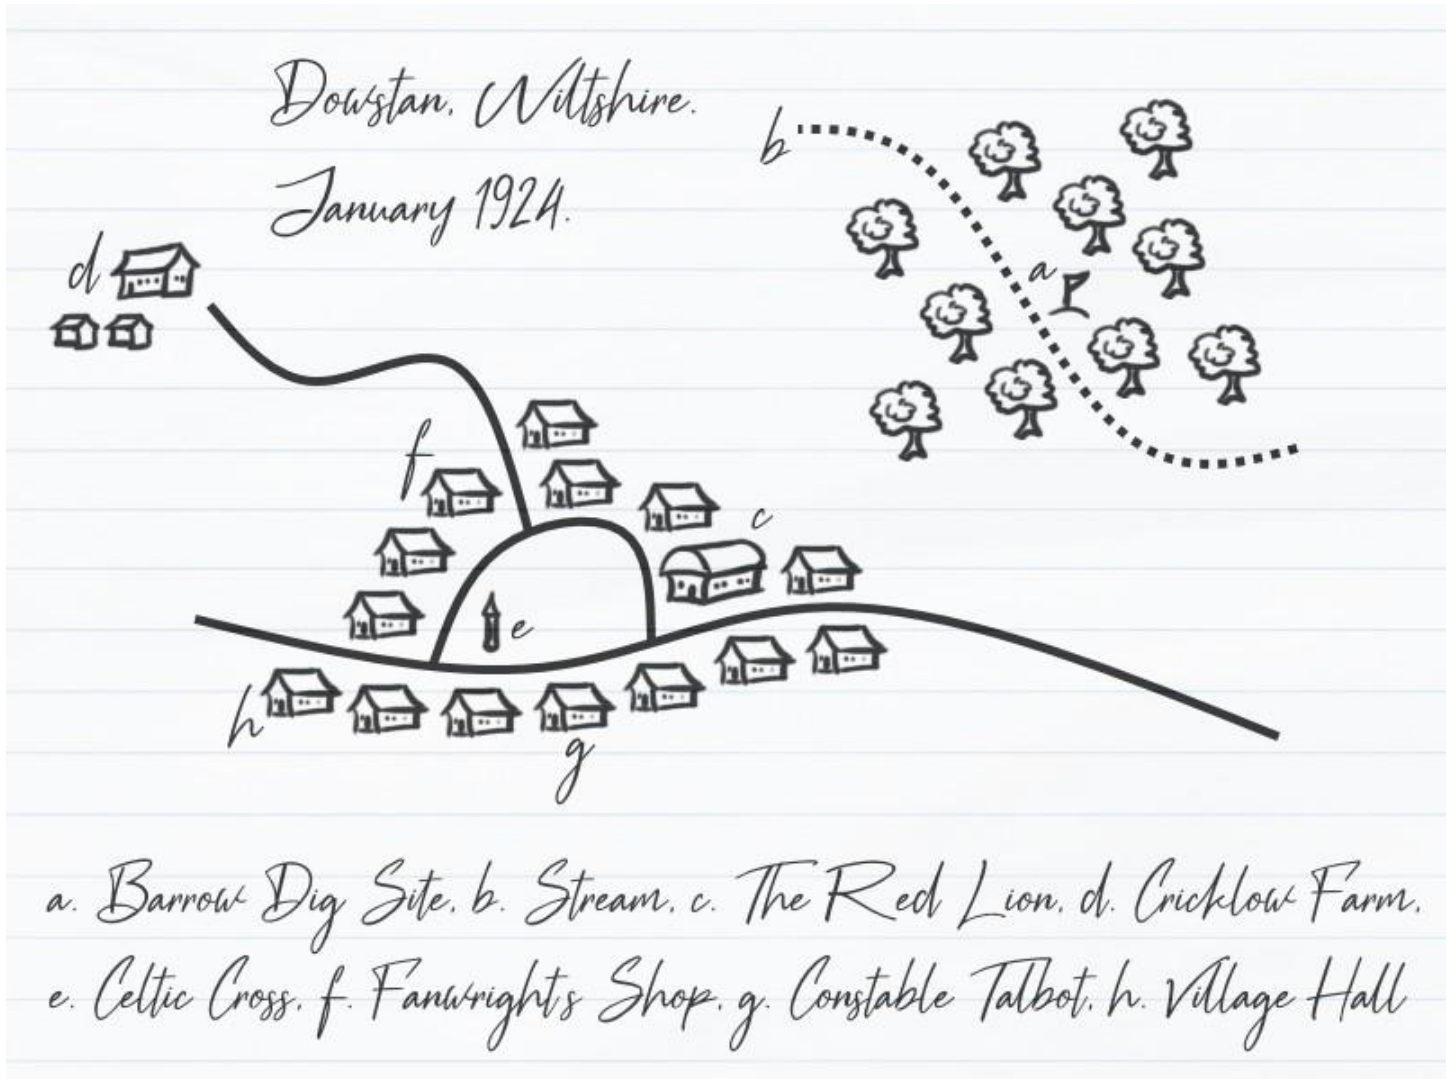 Dowstan, Wiltshire.
January 1924.
b
a
d
f
c
e
h
g
a. Barrow Dig Site, b. Stream, c. The Red Lion, d. Cricklow Farm,
e. Celtic Cross, f. Fanwright's Shop, g. Constable Talbot, h. Village Hall